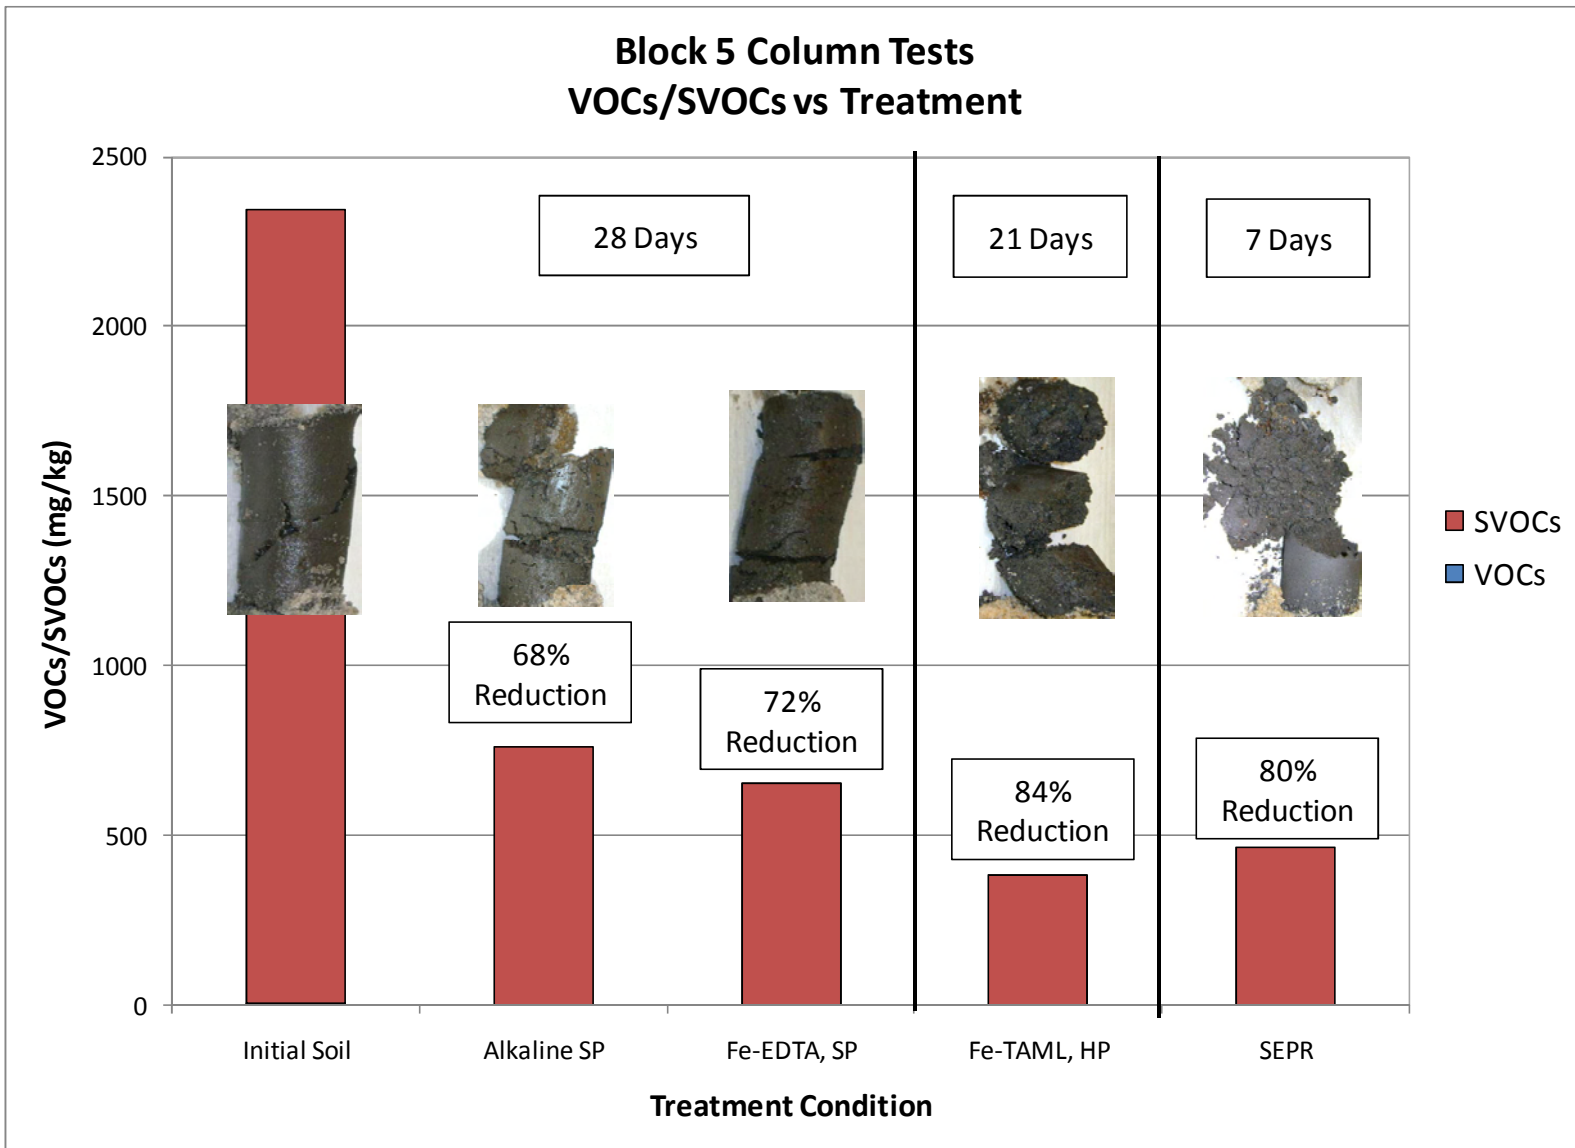 Block 5 Column Tests
VOCs/SVOCs vs Treatment
2500
2000
1500
1000
500
0
VOCs/SVOCs (mg/kg)
28 Days
21 Days
7 Days
68%
Reduction
72%
Reduction
84%
Reduction
80%
Reduction
SVOCs
VOCs
Initial Soil
Alkaline SP
Fe-EDTA, SP
Fe-TAML, HP
SEPR
Treatment Condition